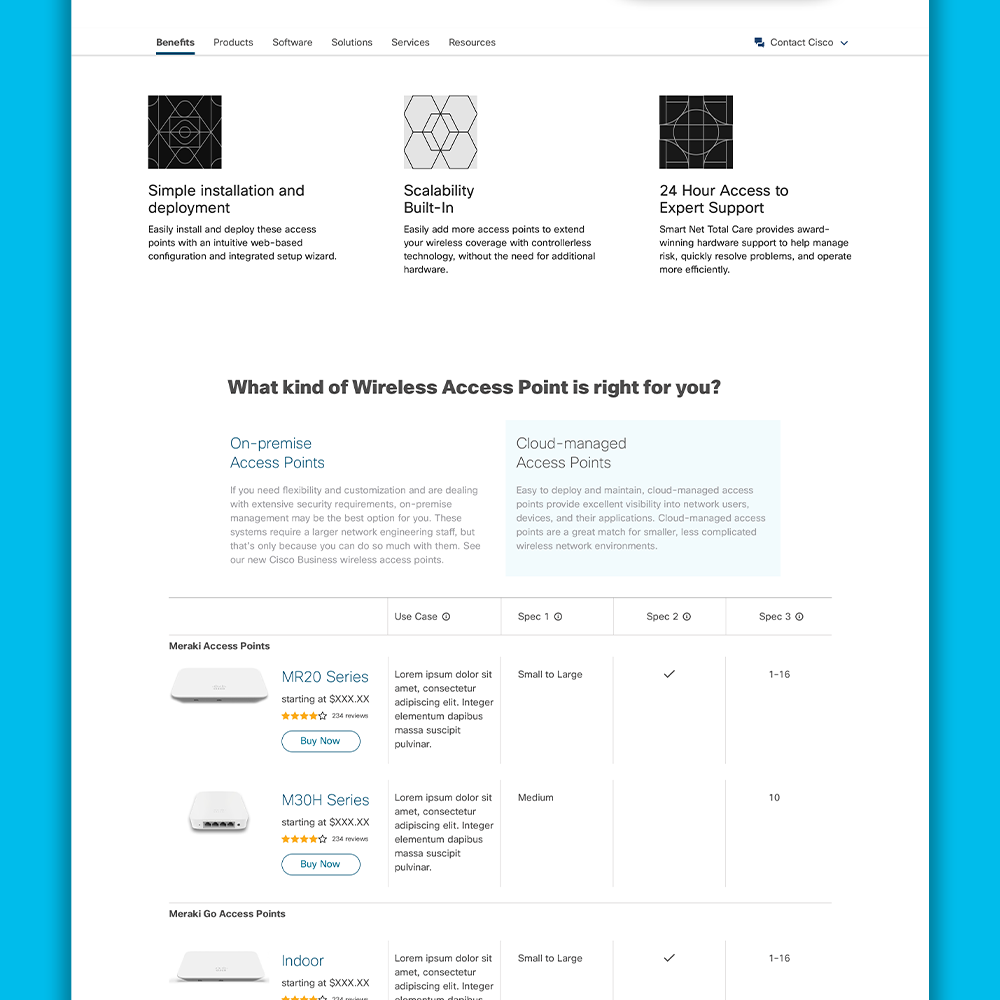 Benefits Products Software Solutions Services Resources Contact Cisco
Simple installation and
deployment
Easily install and deploy these access
points with an intuitive web-based
configuration and integrated setup wizard.
Scalability
Built-In
Easily add more access points to extend
your wireless coverage with controllerless
technology, without the need for additional
hardware.
24 Hour Access to
Expert Support
Smart Net Total Care provides award-
winning hardware support to help manage
risk, quickly resolve problems, and operate
more efficiently.
What kind of Wireless Access Point is right for you?
On-premise
Access Points
If you need flexibility and customization and are dealing
with extensive security requirements, on-premise
management may be the best option for you. These
systems require a larger network engineering staff, but
that's only because you can do so much with them. See
our new Cisco Business wireless access points.
Cloud-managed
Access Points
Easy to deploy and maintain, cloud-managed access
points provide excellent visibility into network users,
devices, and their applications. Cloud-managed access
points are a great match for smaller, less complicated
wireless network environments.
Use Case Spec 1 Spec 2 Spec 3
Meraki Access Points
MR20 Series
starting at $XXX.XX
234 reviews
Buy Now
Lorem ipsum dolor sit
amet, consectetur
adipiscing elit. Integer
elementum dapibus
massa suscipit
pulvinar.
Small to Large
1-16
M30H Series
starting at $XXX.XX
234 reviews
Buy Now
Lorem ipsum dolor sit
amet, consectetur
adipiscing elit. Integer
elementum dapibus
massa suscipit
pulvinar.
Medium
10
Meraki Go Access Points
Indoor
starting at $XXX.XX
234 reviews
Lorem ipsum dolor sit
amet, consectetur
adipiscing elit. Integer
elementum dapibus
Small to Large
1-16